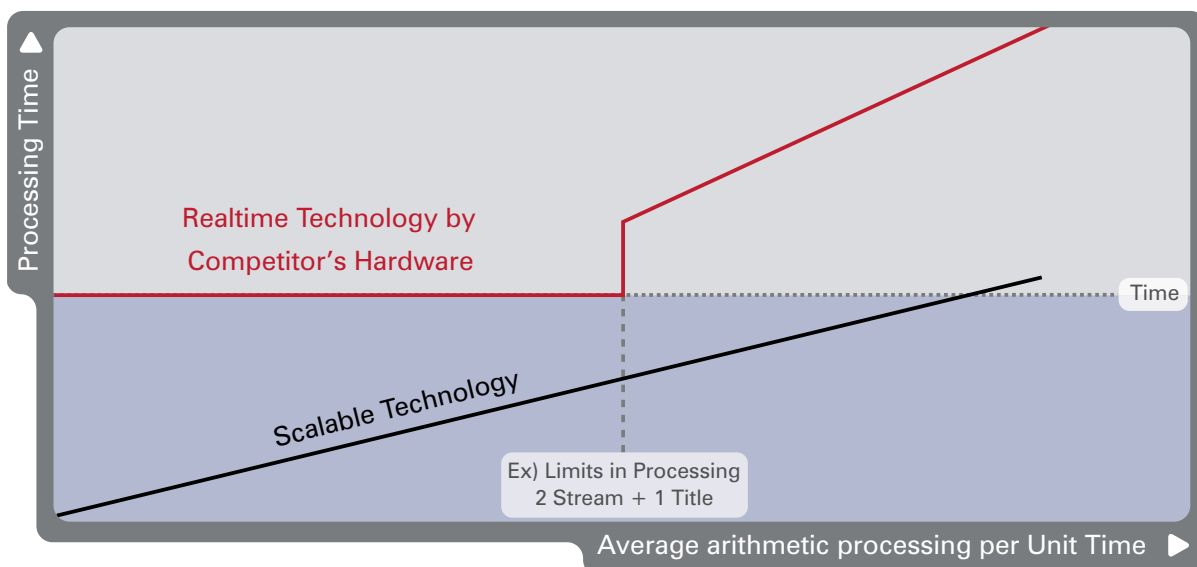 Processing Time
Realtime Technology by
Competitor’s Hardware
Time
Scalable Technology
Ex) Limits in Processing
2 Stream + 1 Title
Average arithmetic processing per Unit Time